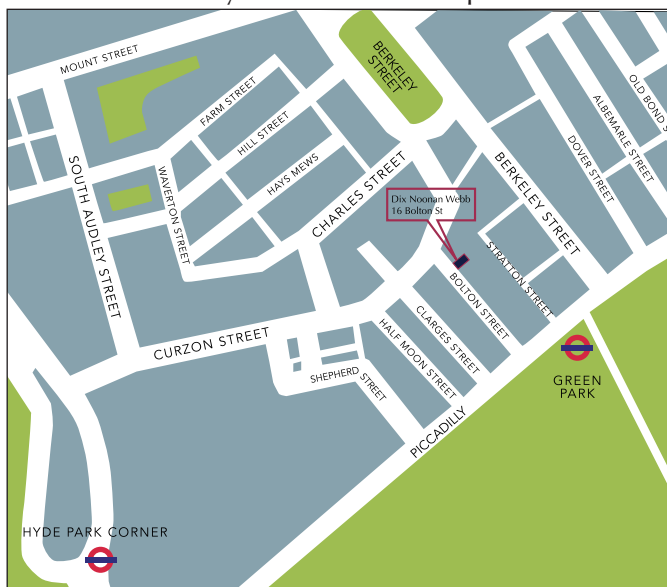 MOUNT STREET
BERKELEY
STREET
FARM STREET
HILL STREET
HAYS MEWS
OLD BOND
ALBEMARLE STREET
DOVER STREET
SOUTH AUDLEY STREET
WAVERTON STREET
CHARLES STREET
BERKELEY STREET
Dix Noonan Webb
16 Bolton St
STRATTON STREET
BOLTON STREET
CURZON STREET
CLARGES STREET
HALF MOON STREET
SHEPHERD STREET
GREEN
PARK
PICCADILLY
HYDE PARK CORNER